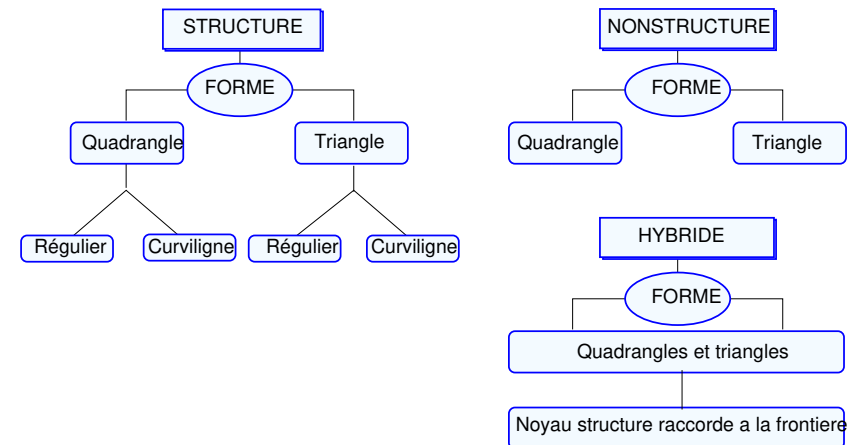 STRUCTURE
FORME
Quadrangle
Triangle
Régulier
Curviligne
Régulier
Curviligne
NONSTRUCTURE
FORME
Quadrangle
Triangle
HYBRIDE
FORME
Quadrangles et triangles
Noyau structure raccorde a la frontiere